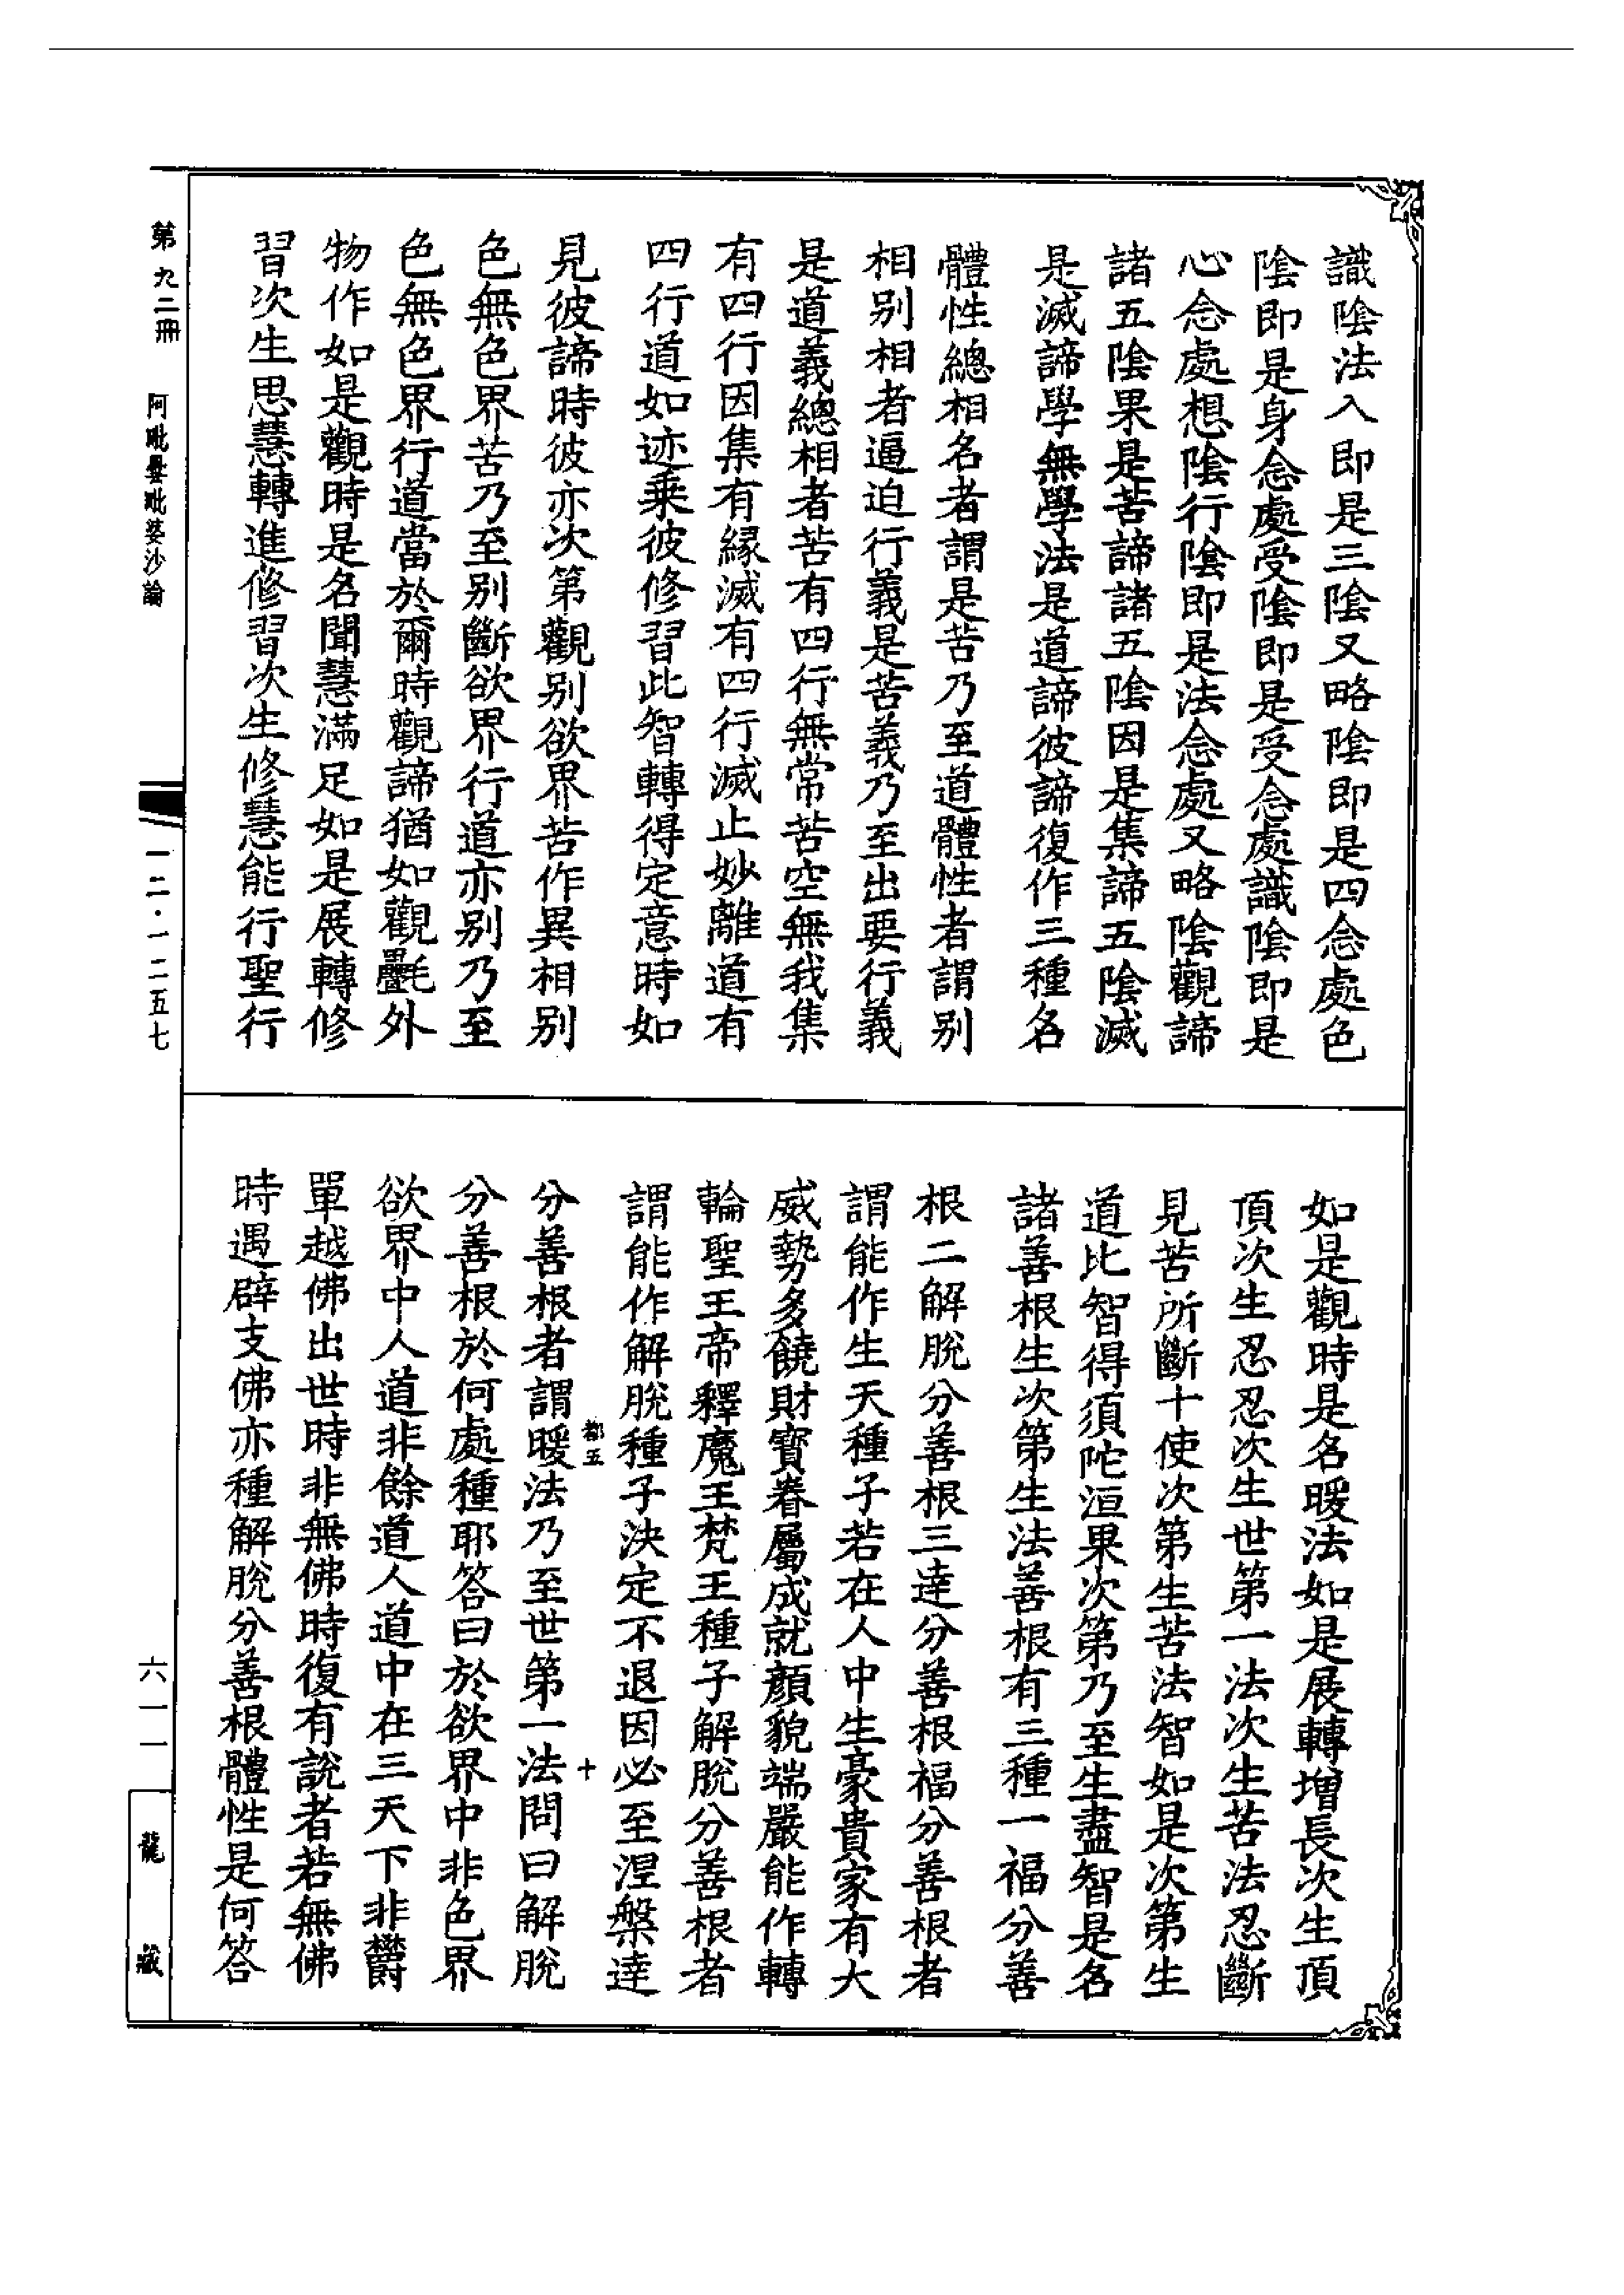 識陰法入即是三陰又略陰即是四念處色
陰即是身念處受陰即是受念處識陰即是
心念處想陰行陰即是法念處又略陰觀諦
諸五陰果是苦諦諸五陰因是集諦五陰滅
是滅諦學無學法是道諦彼諦復作三種名
體性總相名者謂是苦乃至道體性者謂別
相別相者逼迫行義是苦義乃至出要行義
是道義總相者苦有四行無常苦空無我集
有四行因集有緣滅有四行滅止妙離道有
四行道如迹乘彼修習此智轉得定意時如
見彼諦時彼亦次第觀別欲界苦作異相別
色無色界苦乃至別斷欲界行道亦別乃至
色無色界行道當於爾時觀諦猶如觀㲲外
物作如是觀時是名聞慧滿足如是展轉修
習次生思慧轉進修習次生修慧能行聖行
如是觀時是名暖法如是展轉增長次生頂
頂次生忍忍次生世第一法次生苦法忍斷
見苦所斷十使次第生苦法智如是次第生
道比智得須陀洹果次第乃至生盡智是名
諸善根生次第生法善根有三種一福分善
根二解脫分善根三達分善根福分善根者
謂能作生天種子若在人中生豪貴家有大
威勢多饒財寶眷屬成就顏貌端嚴能作轉
輪聖王帝釋魔王梵王種子解脫分善根者
謂能作解脫種子決定不退因必至涅槃達
都五 十
分善根者謂暖法乃至世第一法問曰解脫
分善根於何處種耶答曰於欲界中非色界
欲界中人道非餘道人道中在三天下非欝
單越佛出世時非無佛時復有說者若無佛
時遇辟支佛亦種解脫分善根體性是何答
第九二冊 阿毗曇毗婆沙論 一二·一二五七 六一一 龍藏